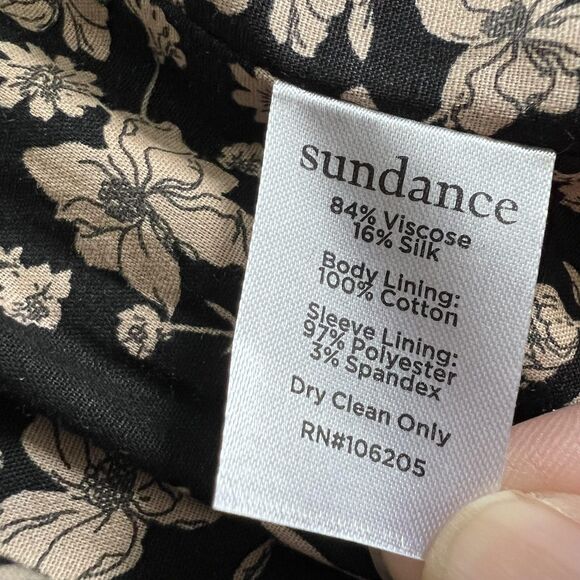 sundance
84% Viscose
16% Silk
Body Lining:
100% Cotton
Sleeve Lining:
97% Polyester
3% Spandex
Dry Clean Only
RN#106205